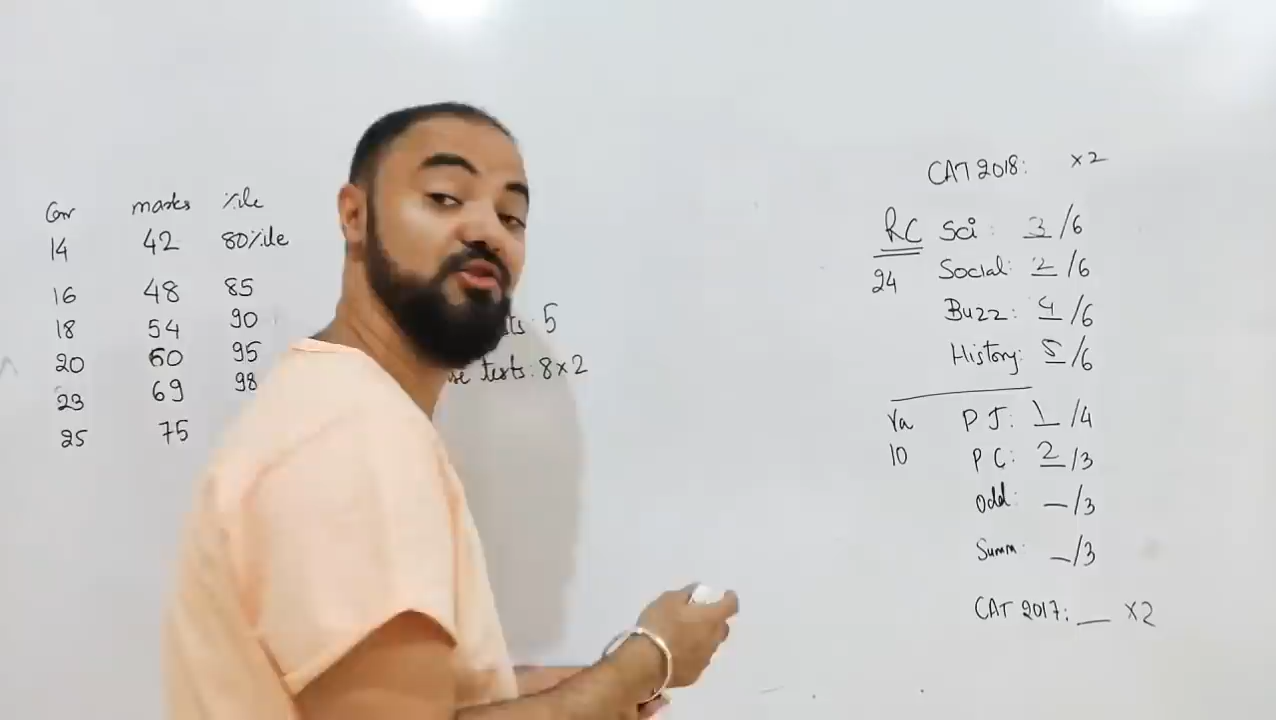 Corr marks %ile
14 42 80%ile
16 48 85
18 54 90
20 60 95
23 69 98
25 75
: 5
tests: 8x2
CAT 2018: x2
RC Sci: 3/6
24 Social: 2/6
Buzz: 4/6
History: 5/6
Va PJ: 1/4
10 PC: 2/3
Odd: _/3
Summ: _/3
CAT 2017: __ x2